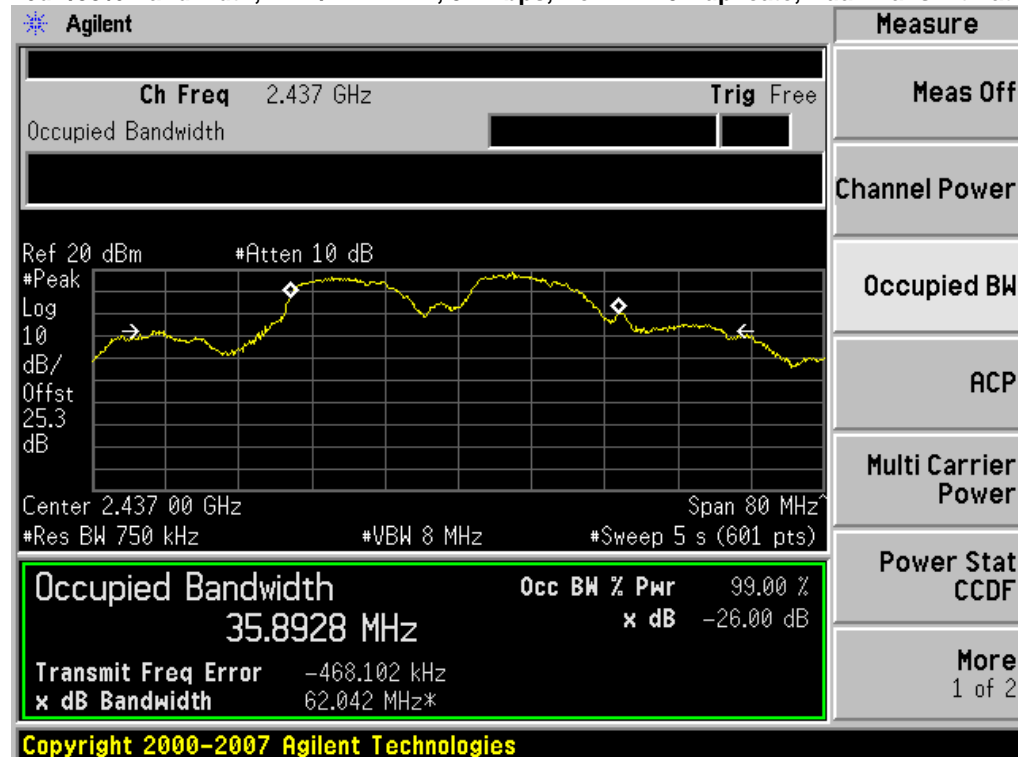 Agilent
Measure
Ch Freq 2.437 GHz Trig Free
Occupied Bandwidth
Meas Off
Channel Power
Occupied BW
ACP
Multi Carrier
Power
Power Stat
CCDF
More
1 of 2
Ref 20 dBm #Atten 10 dB
#Peak
Log
10
dB/
Offst
25.3
dB
Center 2.437 00 GHz Span 80 MHz^
#Res BW 750 kHz #VBW 8 MHz #Sweep 5 s (601 pts)
Occupied Bandwidth Occ BW % Pwr 99.00 %
35.8928 MHz x dB -26.00 dB
Transmit Freq Error -468.102 kHz
x dB Bandwidth 62.042 MHz*
Copyright 2000-2007 Agilent Technologies